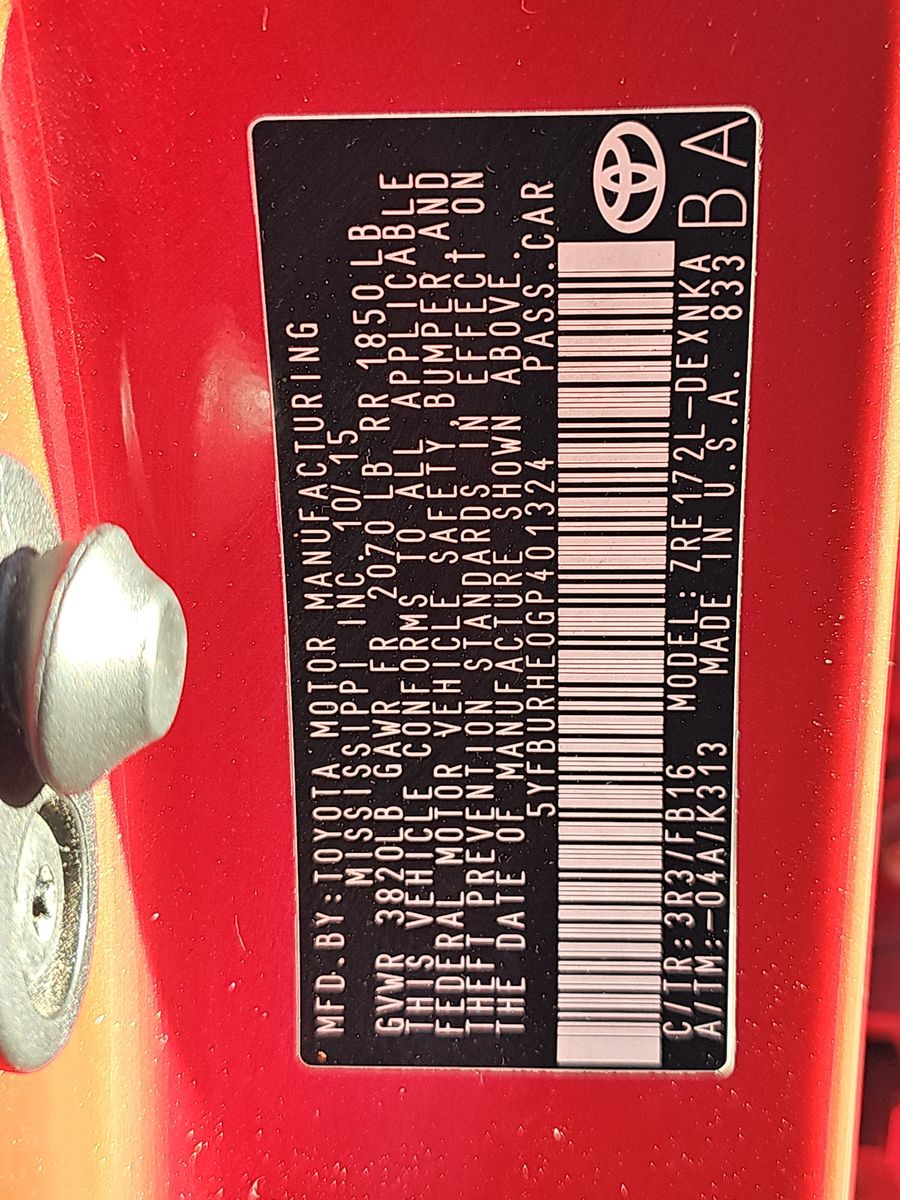 MFD.BY:TOYOTA MOTOR MANUFACTURING
MISSISSIPPI INC. 10/15
GVWR 3820LB GAWR FR 2070LB RR 1850LB
THIS VEHICLE CONFORMS TO ALL APPLICABLE
FEDERAL MOTOR VEHICLE SAFETY, BUMPER, AND
THEFT PREVENTION STANDARDS IN EFFECT ON
THE DATE OF MANUFACTURE SHOWN ABOVE.
5YFBURHE0GP401324 PASS.CAR
C/TR:3R3/FB16 MODEL: ZRE172L-DEXNKA
A/TM:-04A/K313 MADE IN U.S.A. 833
BA